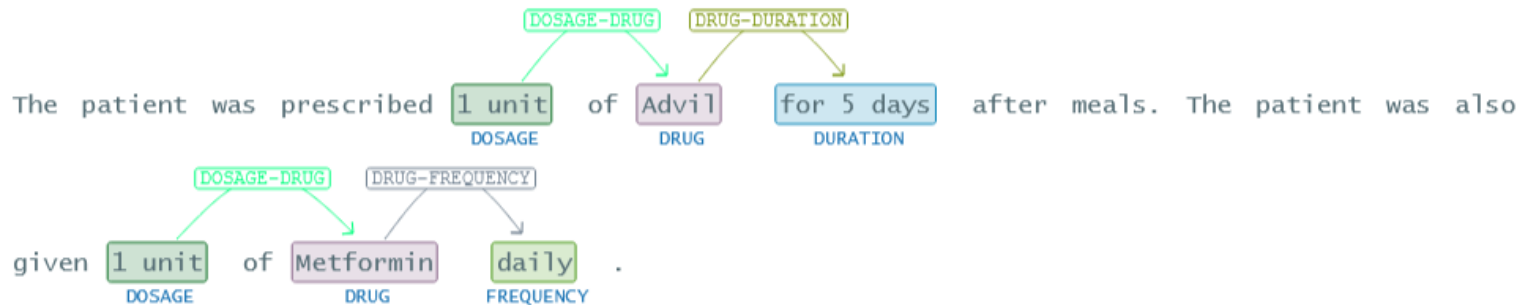 DOSAGE-DRUG DRUG-DURATION
The patient was prescribed 1 unit of Advil for 5 days after meals. The patient was also
DOSAGE DRUG DURATION
DOSAGE-DRUG DRUG-FREQUENCY
given 1 unit of Metformin daily .
DOSAGE DRUG FREQUENCY